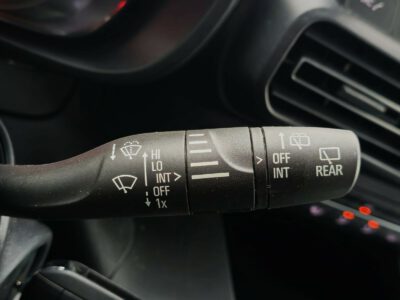 HI
LO
INT >
OFF
1x
> OFF
INT
REAR